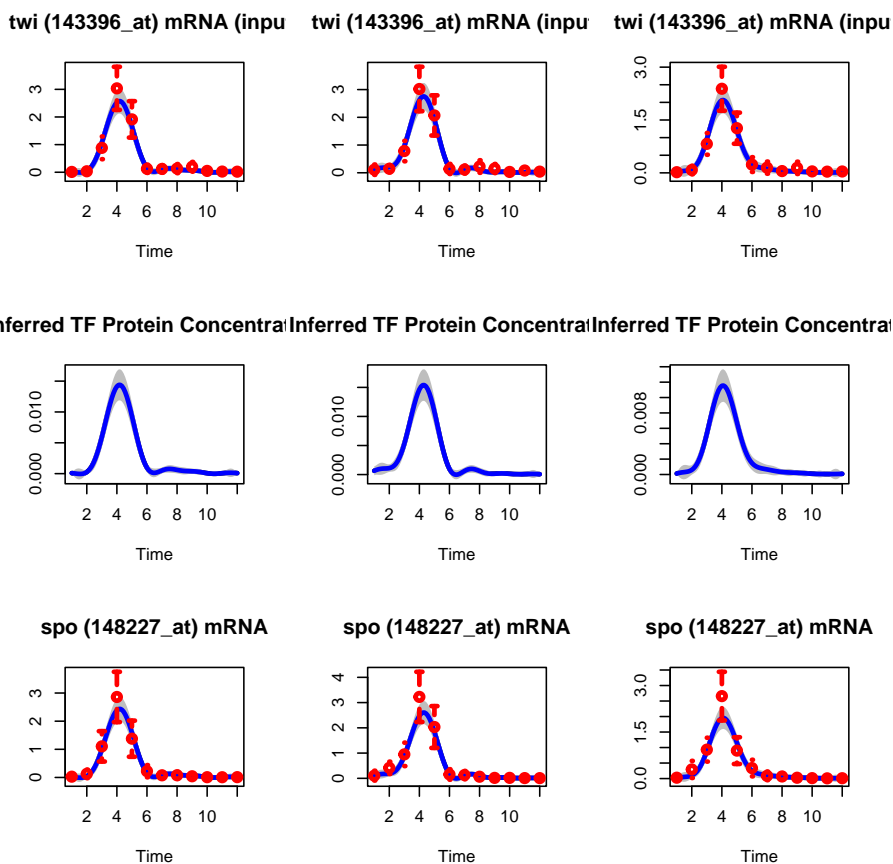 twi (143396_at) mRNA (inpu twi (143396_at) mRNA (inpu twi (143396_at) mRNA (inpu
3 3 3.0
2 2 1.5
1 1 0.0
0 0
2 4 6 8 10 2 4 6 8 10 2 4 6 8 10
Time Time Time
nferred TF Protein Concentrat Inferred TF Protein Concentrat Inferred TF Protein Concentrat
0.010 0.010 0.008
0.000 0.000 0.000
2 4 6 8 10 2 4 6 8 10 2 4 6 8 10
Time Time Time
spo (148227_at) mRNA spo (148227_at) mRNA spo (148227_at) mRNA
3 4 3.0
2 3 1.5
1 2 0.0
0 1
0
2 4 6 8 10 2 4 6 8 10 2 4 6 8 10
Time Time Time